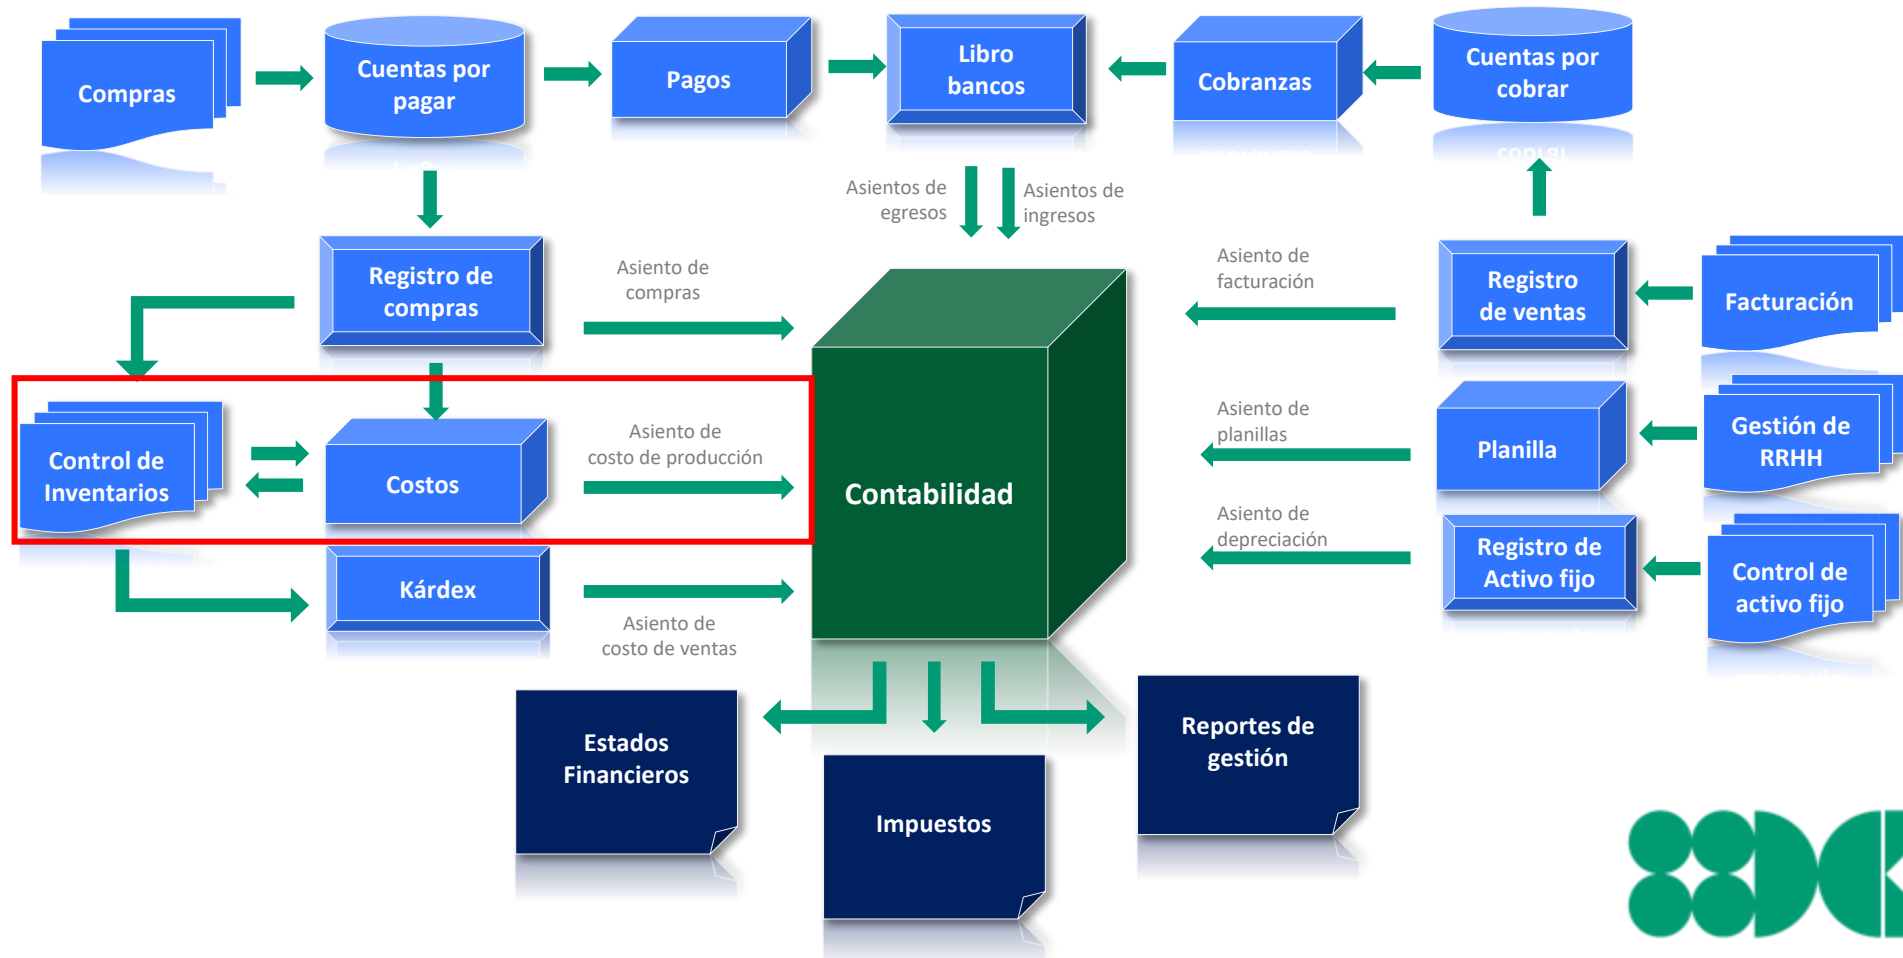 Compras
Cuentas por
pagar
Pagos
Libro
bancos
Cobranzas
Cuentas por
cobrar
Asientos de
egresos
Asientos de
ingresos
Registro de
compras
Asiento de
compras
Asiento de
facturación
Registro
de ventas
Facturación
Control de
Inventarios
Costos
Asiento de
costo de producción
Contabilidad
Asiento de
planillas
Planilla
Gestión de
RRHH
Kárdex
Asiento de
costo de ventas
Asiento de
depreciación
Registro de
Activo fijo
Control de
activo fijo
Estados
Financieros
Impuestos
Reportes de
gestión